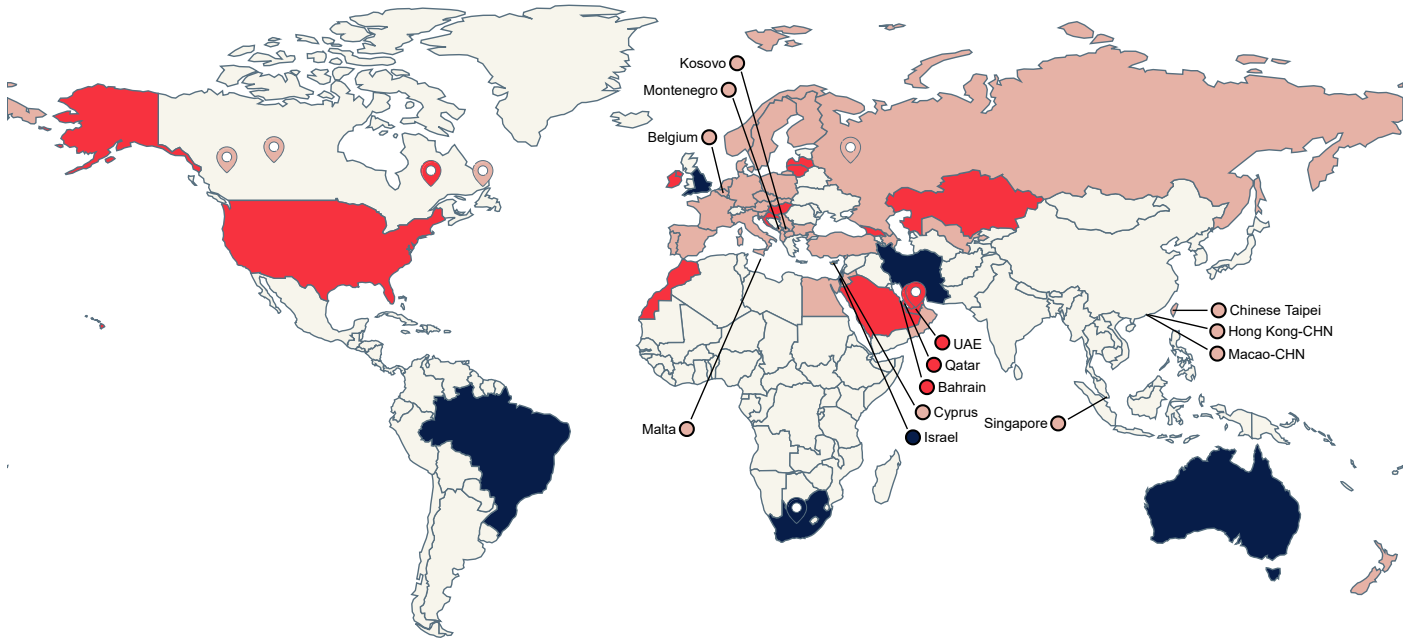 Kosovo
Montenegro
Belgium
Chinese Taipei
Hong Kong-CHN
UAE
Macao-CHN
Qatar
Bahrain
Cyprus
Singapore
Malta
Israel